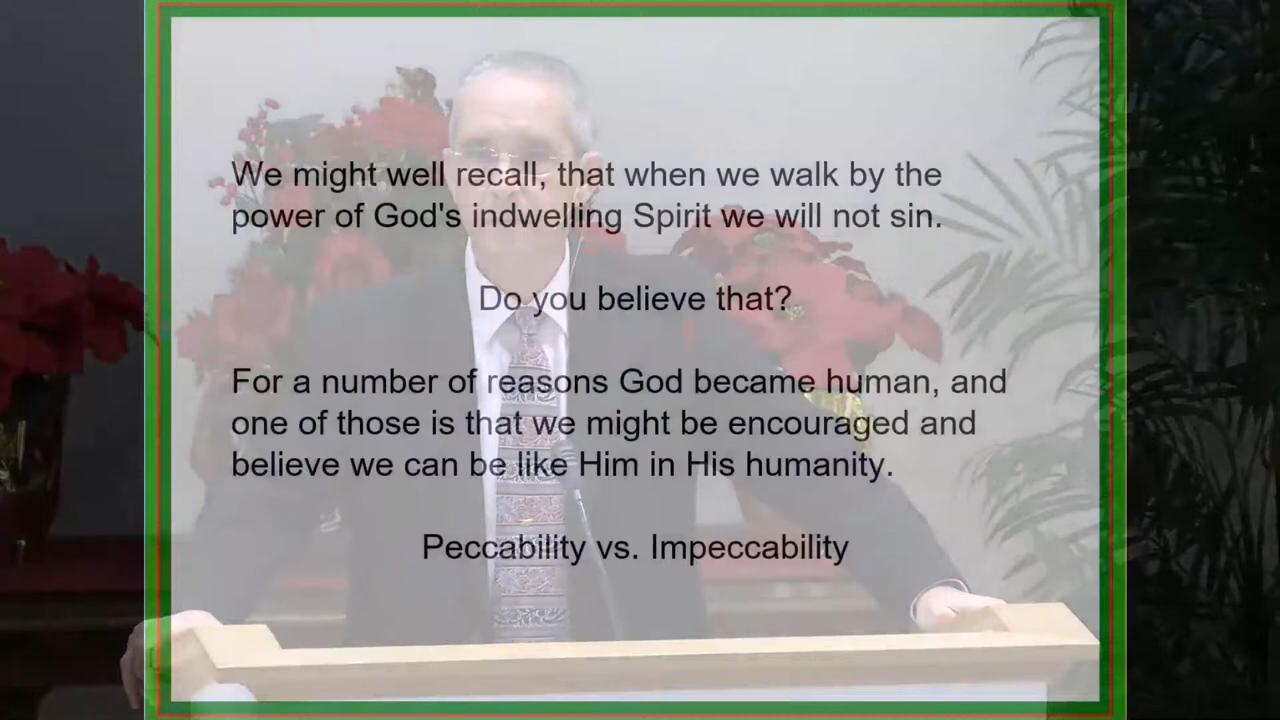 We might well recall, that when we walk by the
power of God's indwelling Spirit we will not sin.
Do you believe that?
For a number of reasons God became human, and
one of those is that we might be encouraged and
believe we can be like Him in His humanity.
Peccability vs. Impeccability